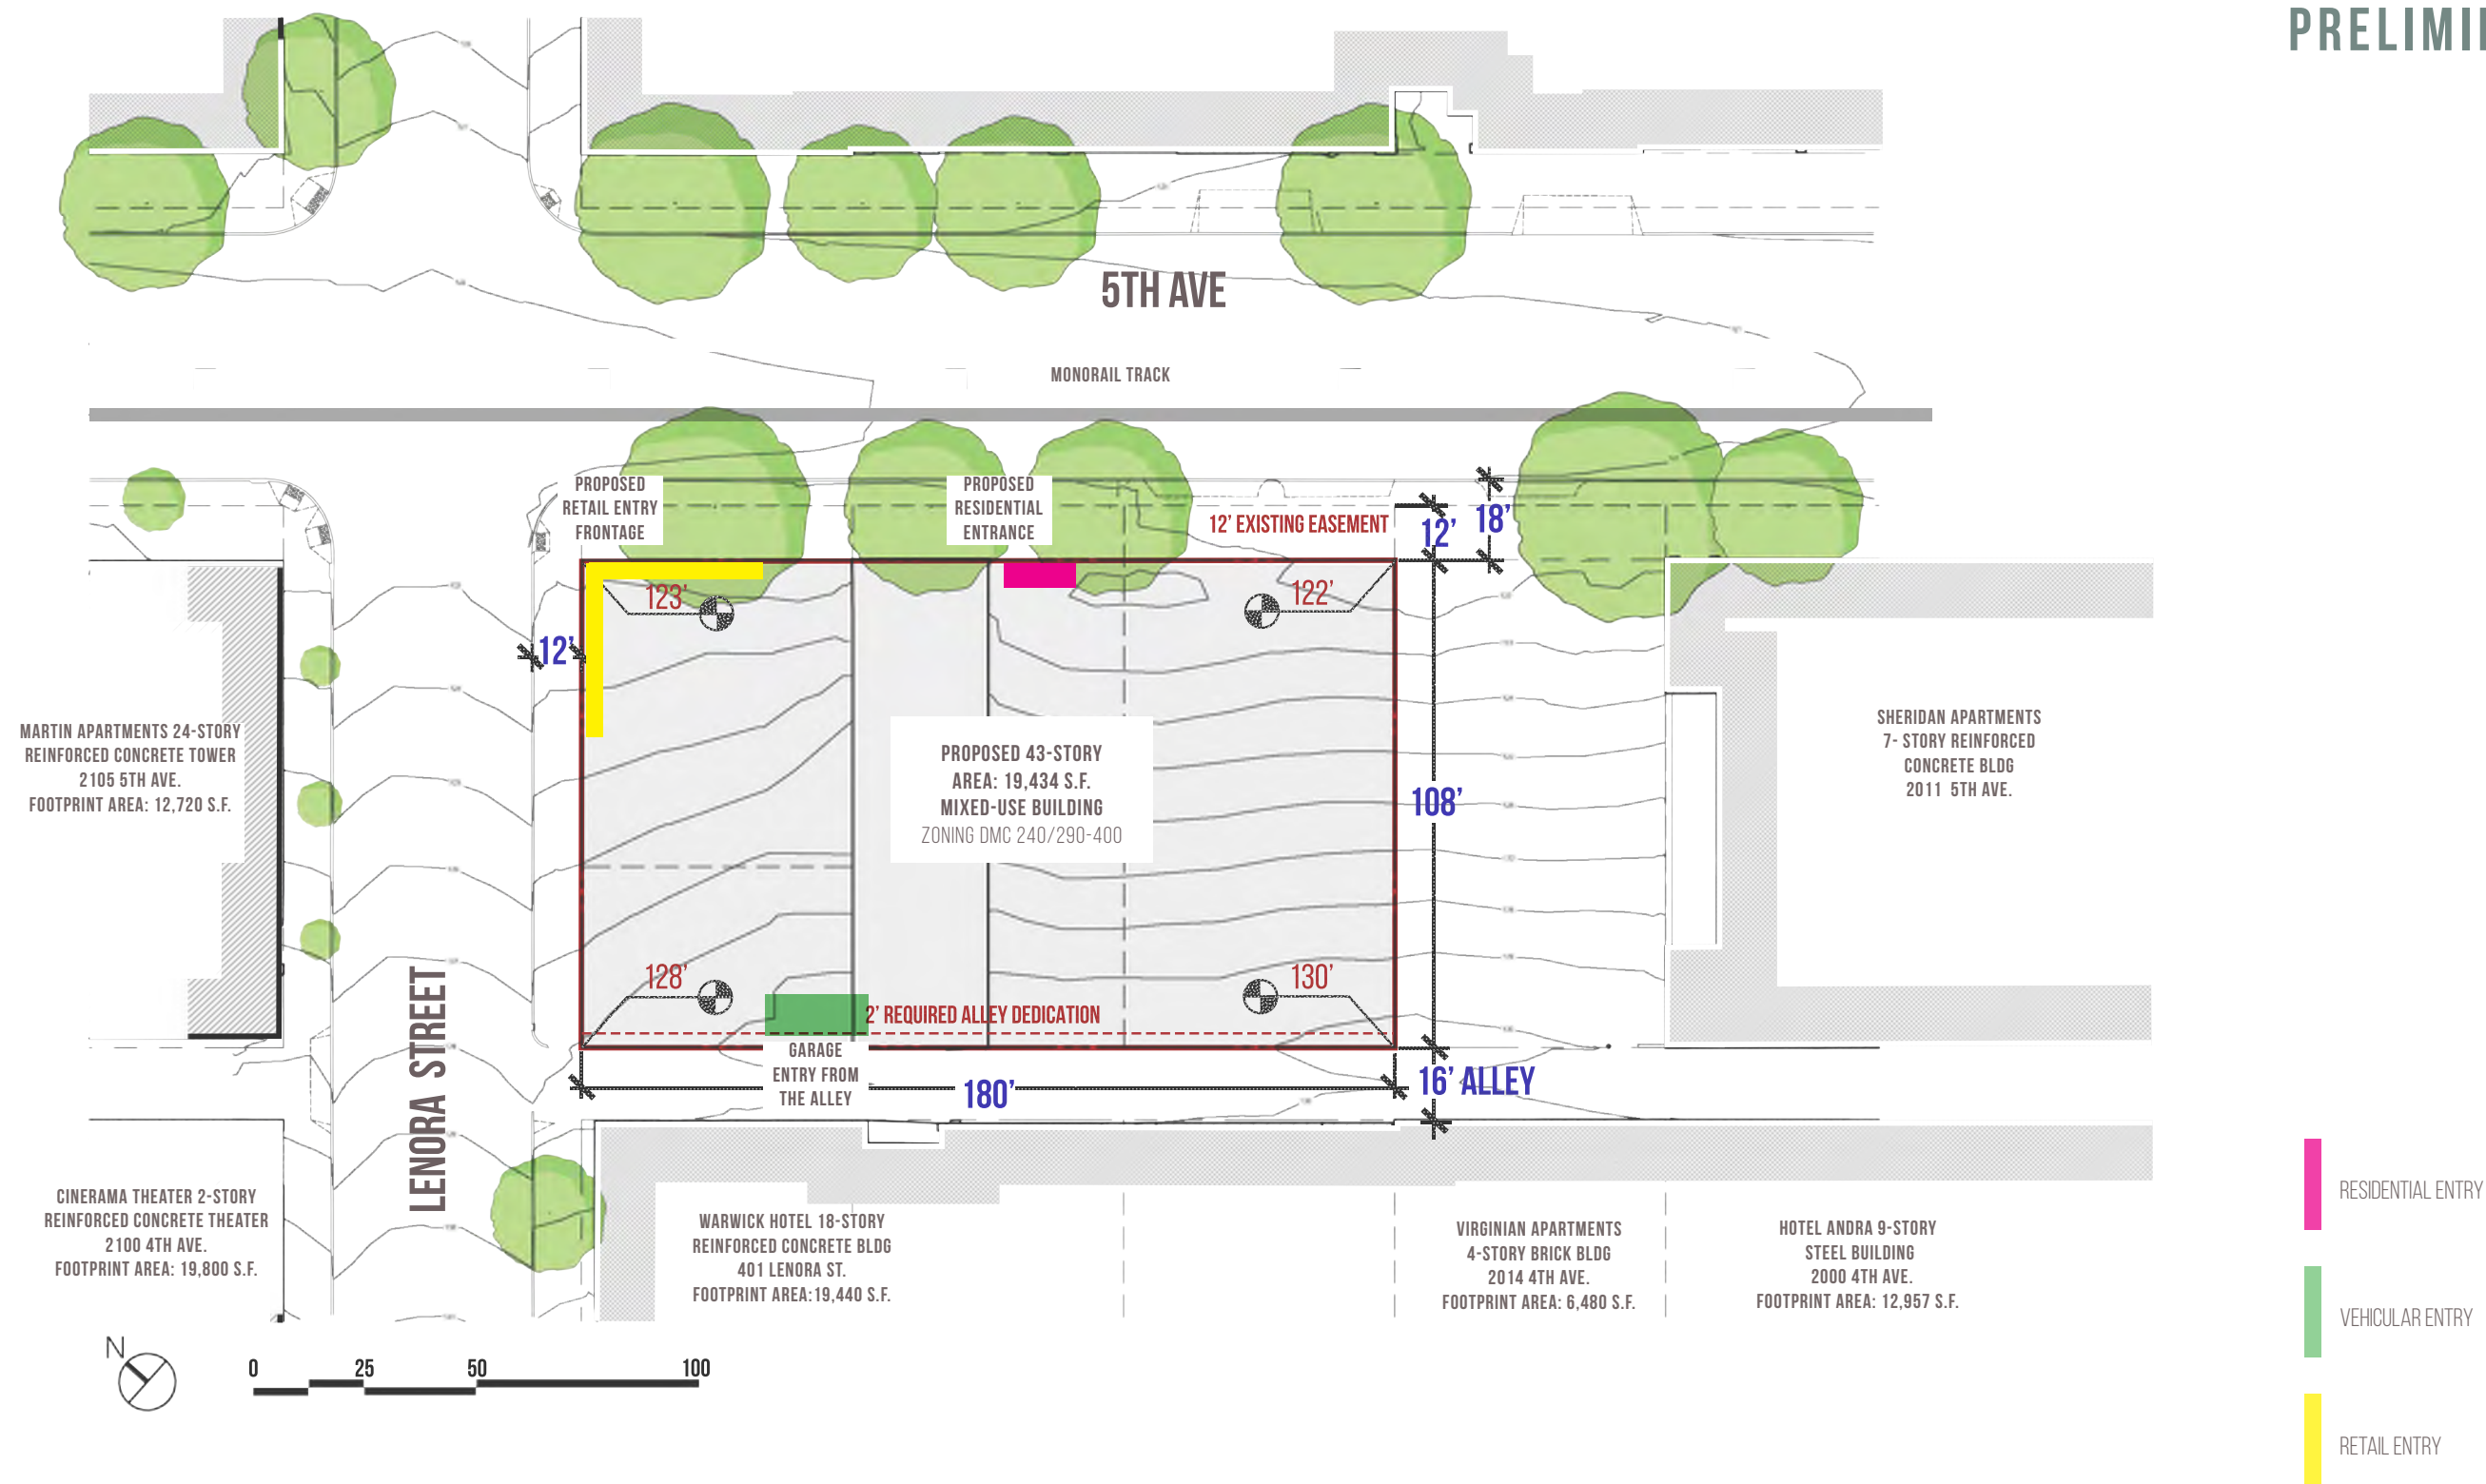 PRELIMI
5TH AVE
MONORAIL TRACK
PROPOSED
RETAIL ENTRY
FRONTAGE
PROPOSED
RESIDENTIAL
ENTRANCE
12’ EXISTING EASEMENT
12’
18’
123’
122’
12’
MARTIN APARTMENTS 24-STORY
REINFORCED CONCRETE TOWER
2105 5TH AVE.
FOOTPRINT AREA: 12,720 S.F.
PROPOSED 43-STORY
AREA: 19,434 S.F.
MIXED-USE BUILDING
ZONING DMC 240/290-400
108’
SHERIDAN APARTMENTS
7- STORY REINFORCED
CONCRETE BLDG
2011 5TH AVE.
LENORA STREET
128’
130’
2’ REQUIRED ALLEY DEDICATION
GARAGE
ENTRY FROM
THE ALLEY
180’
16’ ALLEY
CINERAMA THEATER 2-STORY
REINFORCED CONCRETE THEATER
2100 4TH AVE.
FOOTPRINT AREA: 19,800 S.F.
WARWICK HOTEL 18-STORY
REINFORCED CONCRETE BLDG
401 LENORA ST.
FOOTPRINT AREA:19,440 S.F.
VIRGINIAN APARTMENTS
4-STORY BRICK BLDG
2014 4TH AVE.
FOOTPRINT AREA: 6,480 S.F.
HOTEL ANDRA 9-STORY
STEEL BUILDING
2000 4TH AVE.
FOOTPRINT AREA: 12,957 S.F.
N
0 25 50 100
RESIDENTIAL ENTRY
VEHICULAR ENTRY
RETAIL ENTRY